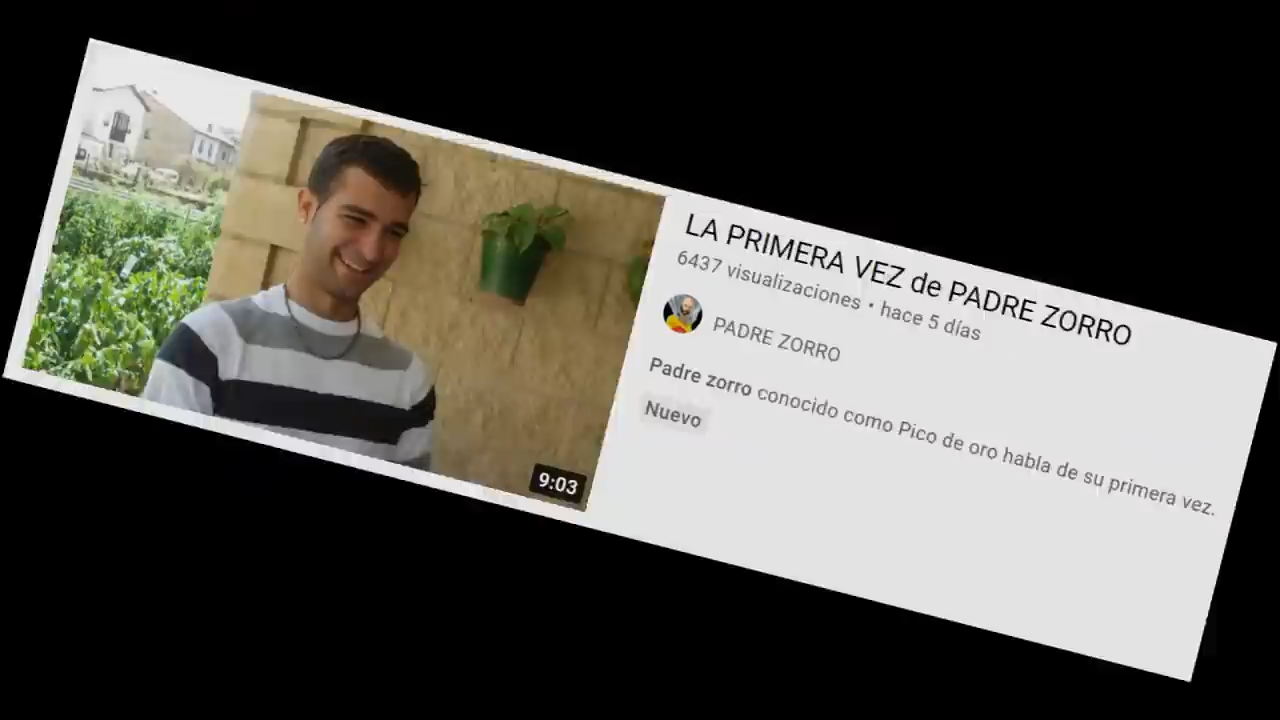 LA PRIMERA VEZ de PADRE ZORRO
6437 visualizaciones • hace 5 días
PADRE ZORRO
Padre zorro conocido como Pico de oro habla de su primera vez.
Nuevo
9:03